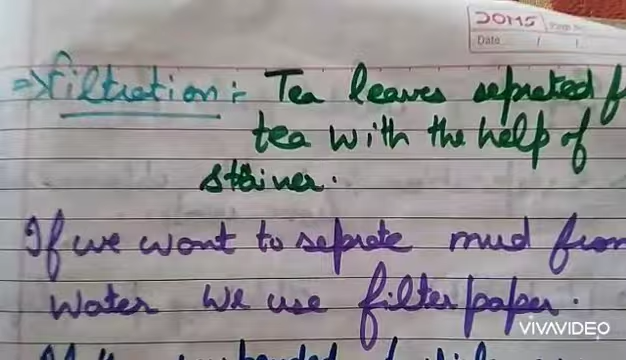 DOMS
Date / /
⇒ Filtration :- Tea leaves seprated
tea with the help of
stainer.
If we want to seprate mud from
Water we use filter paper.
VIVAVIDEO